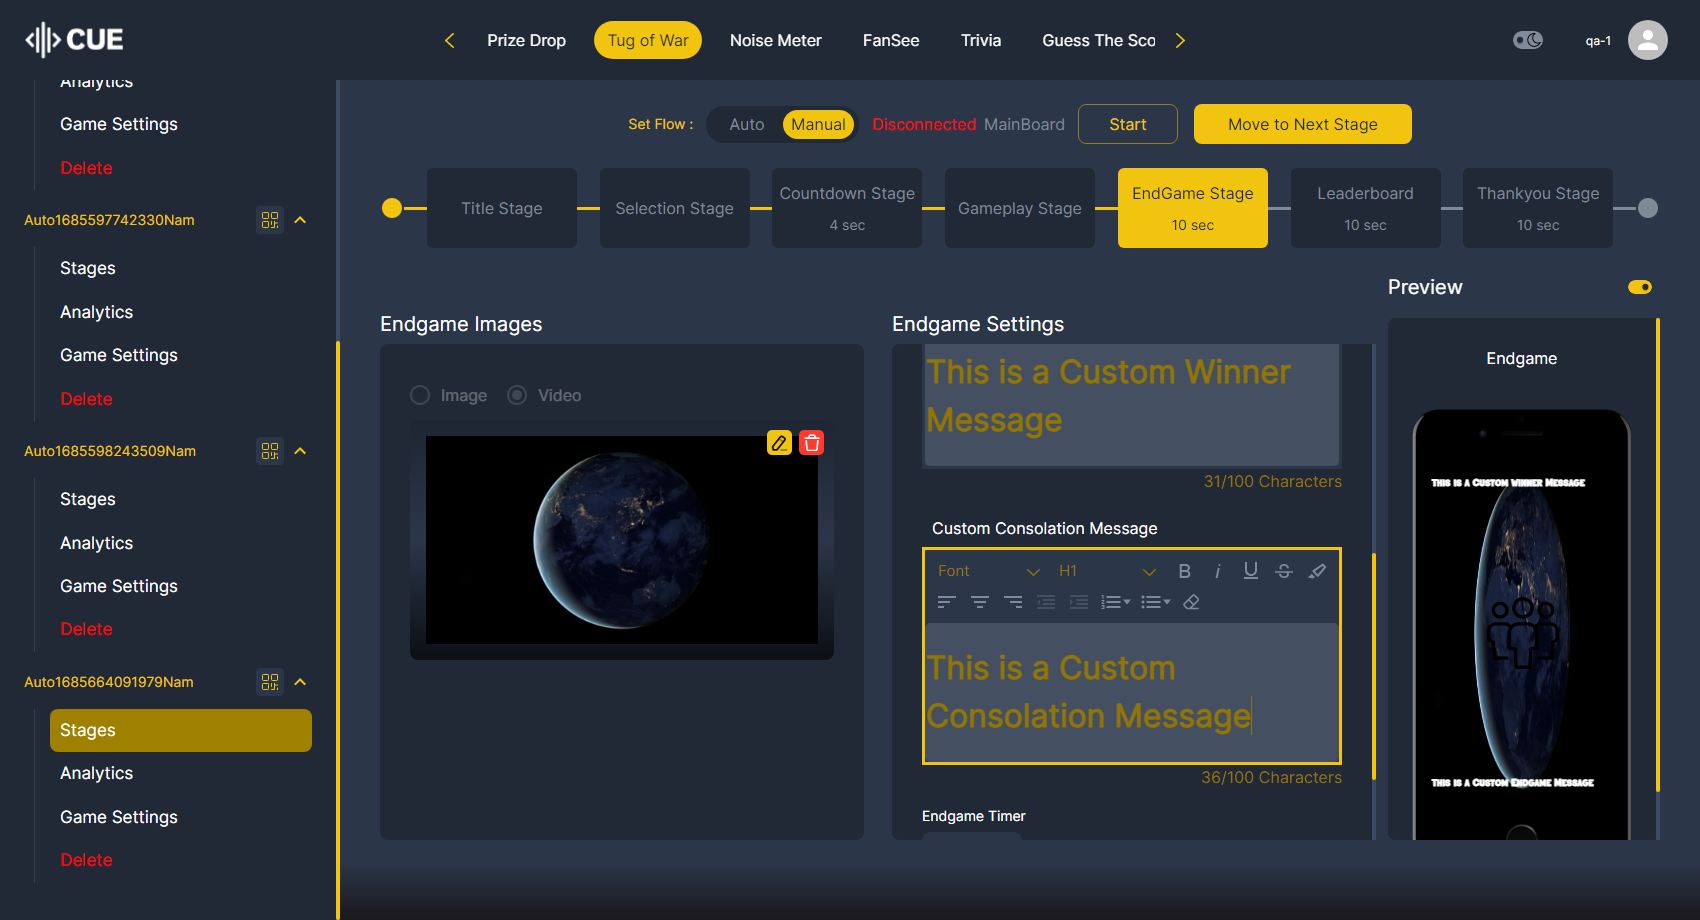 CUE
Prize Drop
Tug of War
Noise Meter
FanSee
Trivia
Guess The Sco
qa-1
Analytics
Game Settings
Delete
Auto1685597742330Nam
Stages
Analytics
Game Settings
Delete
Auto1685598243509Nam
Stages
Analytics
Game Settings
Delete
Auto1685664091979Nam
Stages
Analytics
Game Settings
Delete
Set Flow :
Auto
Manual
Disconnected MainBoard
Start
Move to Next Stage
Title Stage
Selection Stage
Countdown Stage
4 sec
Gameplay Stage
EndGame Stage
10 sec
Leaderboard
10 sec
Thankyou Stage
10 sec
Endgame Images
Image
Video
Endgame Settings
This is a Custom Winner
Message
31/100 Characters
Custom Consolation Message
Font
H1
This is a Custom
Consolation Message
36/100 Characters
Endgame Timer
Preview
Endgame
This is a Custom Winner Message
This is a Custom Endgame Message